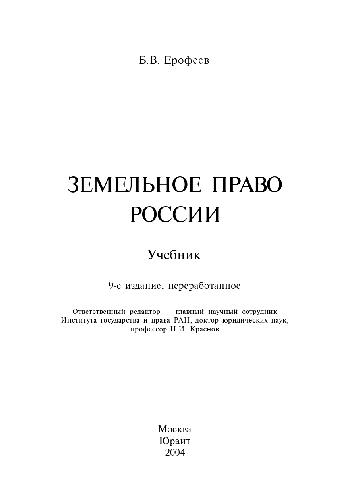 Б.В. Ерофеев
ЗЕМЕЛЬНОЕ ПРАВО
РОССИИ
Учебник
9-е издание, переработанное
Ответственный редактор — главный научный сотрудник
Института государства и права РАН, доктор юридических наук,
профессор Н.И. Краснов
Москва
Юрайт
2004